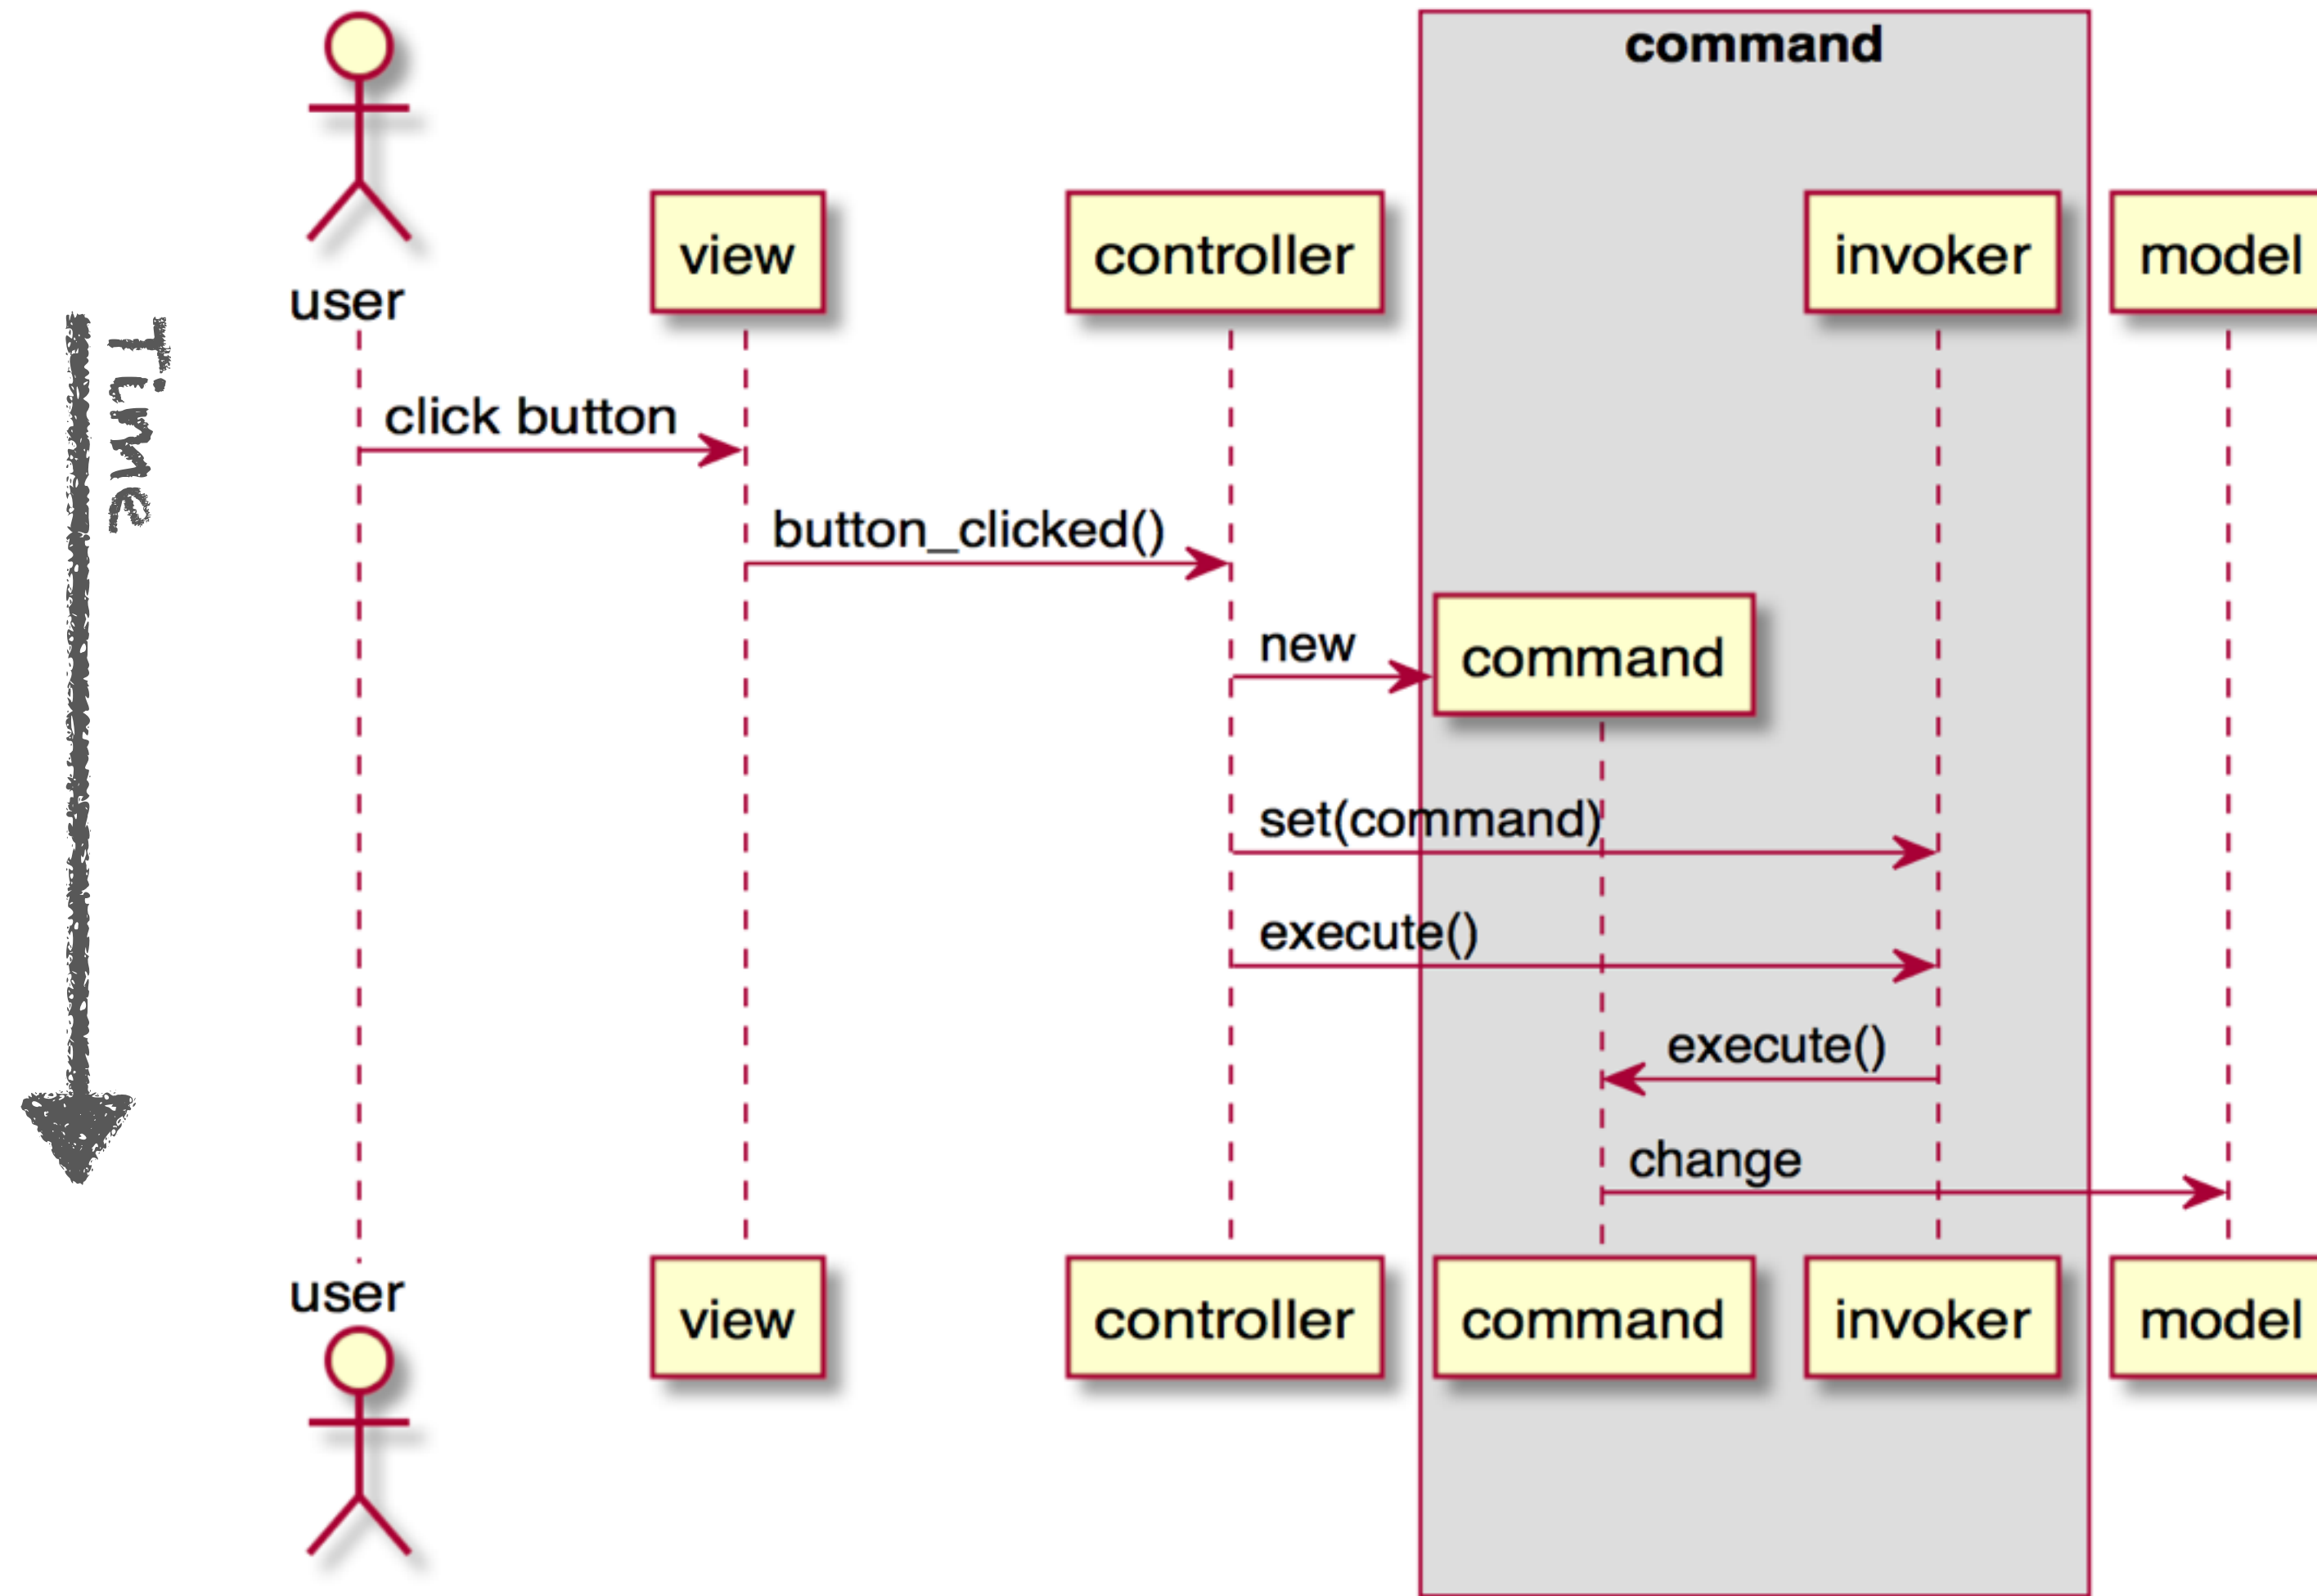 command
user
view
controller
invoker
model
Time
click button
button_clicked()
new
command
set(command)
execute()
execute()
change
user
view
controller
command
invoker
model